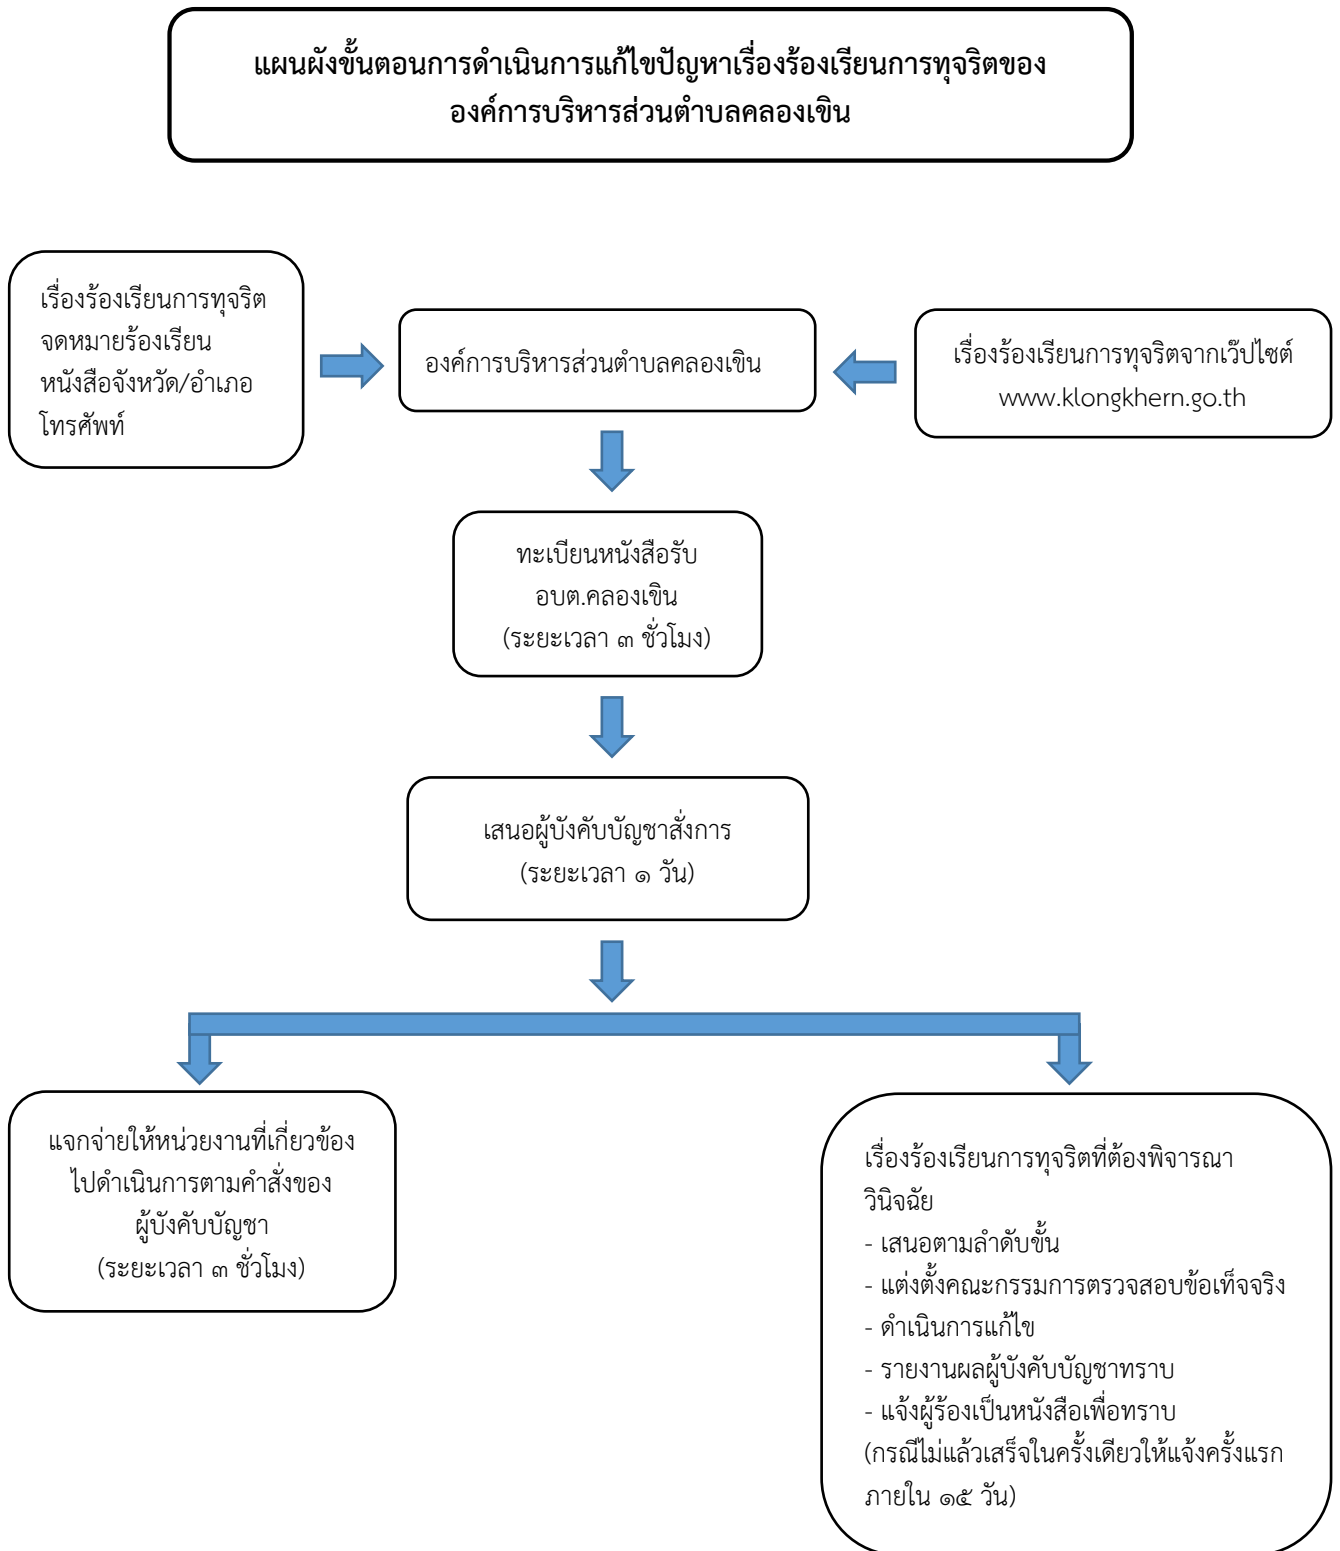 แผนผังขั้นตอนการดำเนินการแก้ไขปัญหาเรื่องร้องเรียนการทุจริตของ
องค์การบริหารส่วนตำบลคลองเขิน
เรื่องร้องเรียนการทุจริต
จดหมายร้องเรียน
หนังสือจังหวัด/อำเภอ
โทรศัพท์
องค์การบริหารส่วนตำบลคลองเขิน
เรื่องร้องเรียนการทุจริตจากเว๊ปไซต์
www.klongkhern.go.th
ทะเบียนหนังสือรับ
อบต.คลองเขิน
(ระยะเวลา ๓ ชั่วโมง)
เสนอผู้บังคับบัญชาสั่งการ
(ระยะเวลา ๑ วัน)
แจกจ่ายให้หน่วยงานที่เกี่ยวข้อง
ไปดำเนินการตามคำสั่งของ
ผู้บังคับบัญชา
(ระยะเวลา ๓ ชั่วโมง)
เรื่องร้องเรียนการทุจริตที่ต้องพิจารณา
วินิจฉัย
- เสนอตามลำดับขั้น
- แต่งตั้งคณะกรรมการตรวจสอบข้อเท็จจริง
- ดำเนินการแก้ไข
- รายงานผลผู้บังคับบัญชาทราบ
- แจ้งผู้ร้องเป็นหนังสือเพื่อทราบ
(กรณีไม่แล้วเสร็จในครั้งเดียวให้แจ้งครั้งแรก
ภายใน ๑๕ วัน)